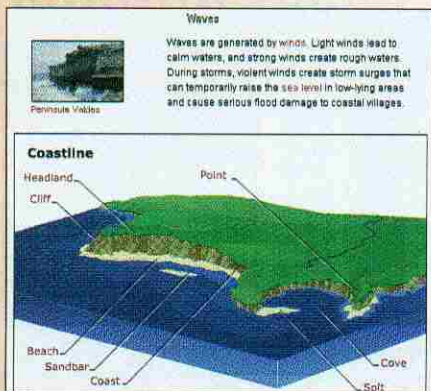 Waves
Waves are generated by winds. Light winds lead to
calm waters, and strong winds create rough waters.
During storms, violent winds create storm surges that
can temporarily raise the sea level in low-lying areas
and cause serious flood damage to coastal villages.
Peninsule Valdes
Coastline
Headland
Point
Cliff
Beach
Sandbar
Coast
Cove
Spit